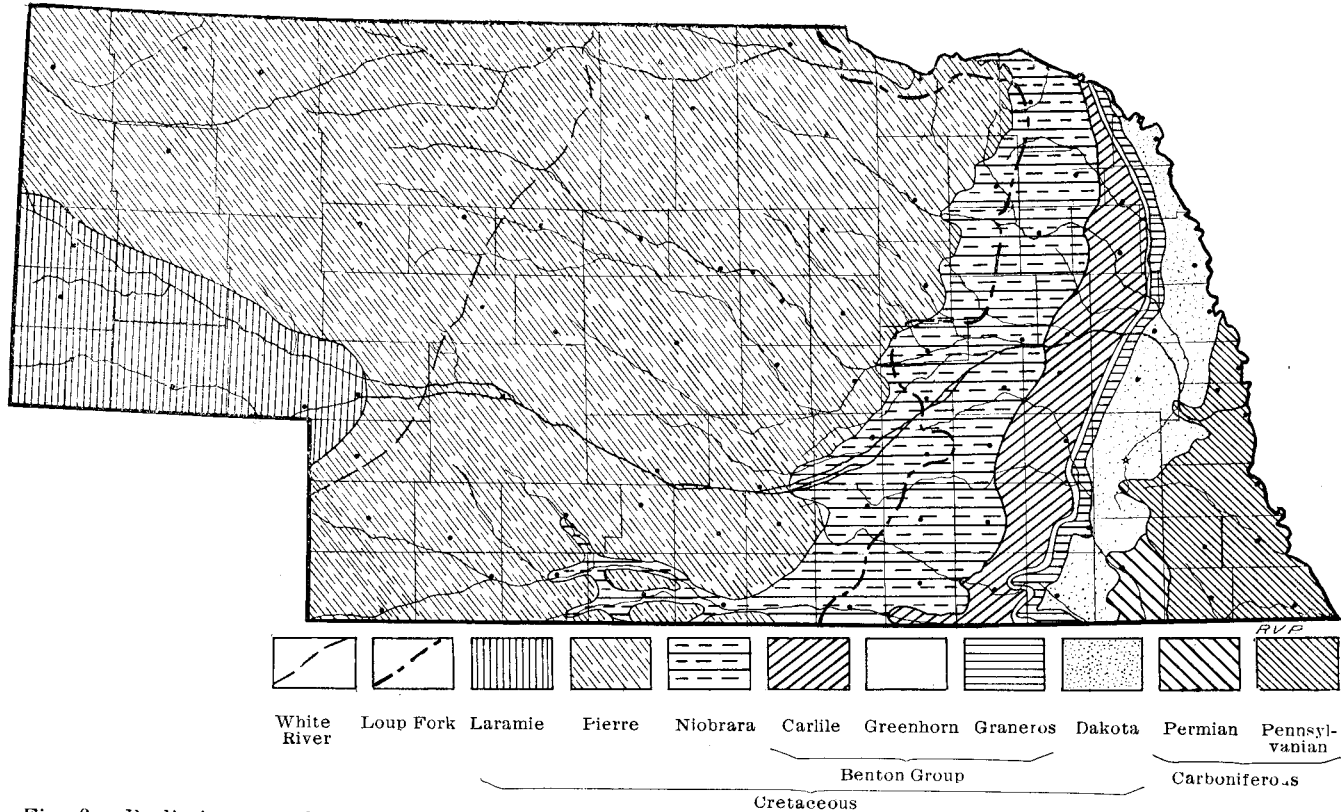 RVP
White River
Loup Fork
Laramie
Pierre
Niobrara
Carlile
Greenhorn
Graneros
Dakota
Permian
Pennsyl-
vanian
Benton Group
Carboniferous
Cretaceous